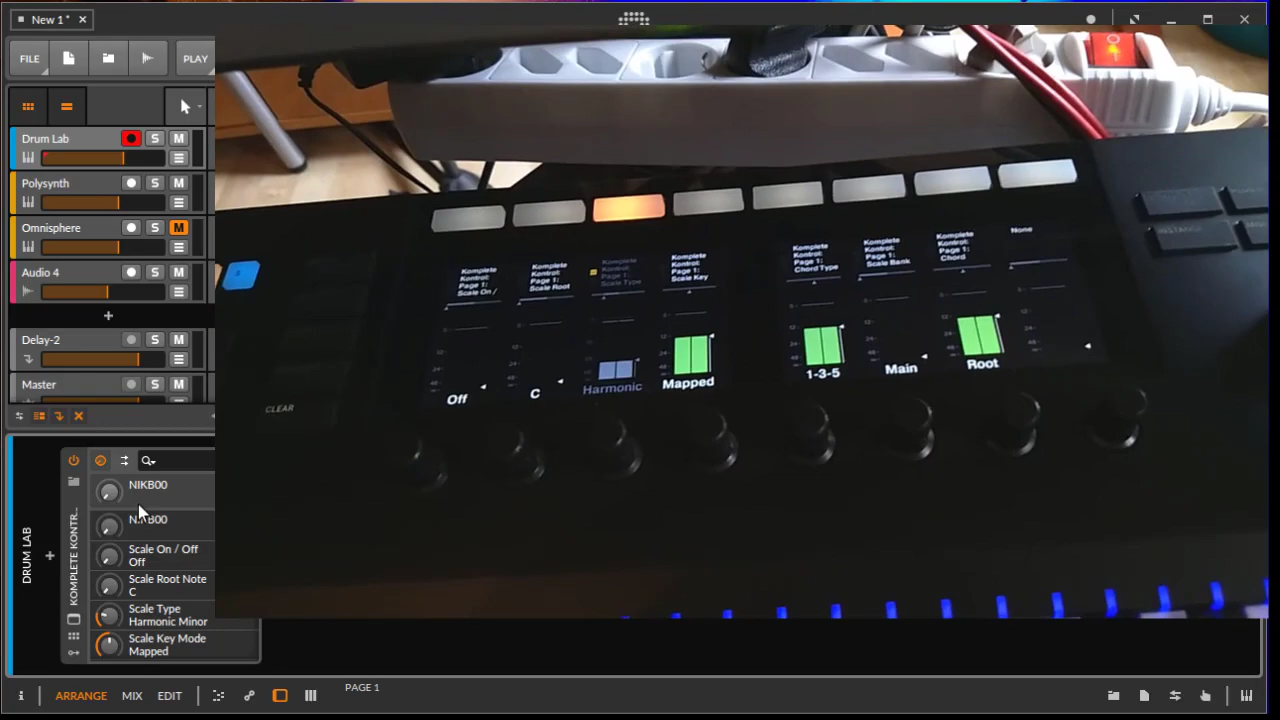 New 1 *
FILE
PLAY
Drum Lab
S
M
Polysynth
S
M
Omnisphere
S
M
Audio 4
S
M
+
Delay-2
S
M
Master
S
M
Komplete
Kontrol:
Page 1:
Scale On /
Off
Komplete
Kontrol:
Page 1:
Scale Root
C
Komplete
Kontrol:
Page 1:
Scale Type
Harmonic
Komplete
Kontrol:
Page 1:
Scale Key
Mapped
Komplete
Kontrol:
Page 1:
Chord Type
1-3-5
Komplete
Kontrol:
Page 1:
Scale Bank
Main
Komplete
Kontrol:
Page 1:
Chord
Root
None
CLEAR
INSTANCE
DRUM LAB
+
KOMPLETE KONTR...
NIKB00
NIKB00
Scale On / Off
Off
Scale Root Note
C
Scale Type
Harmonic Minor
Scale Key Mode
Mapped
i
ARRANGE
MIX
EDIT
PAGE 1